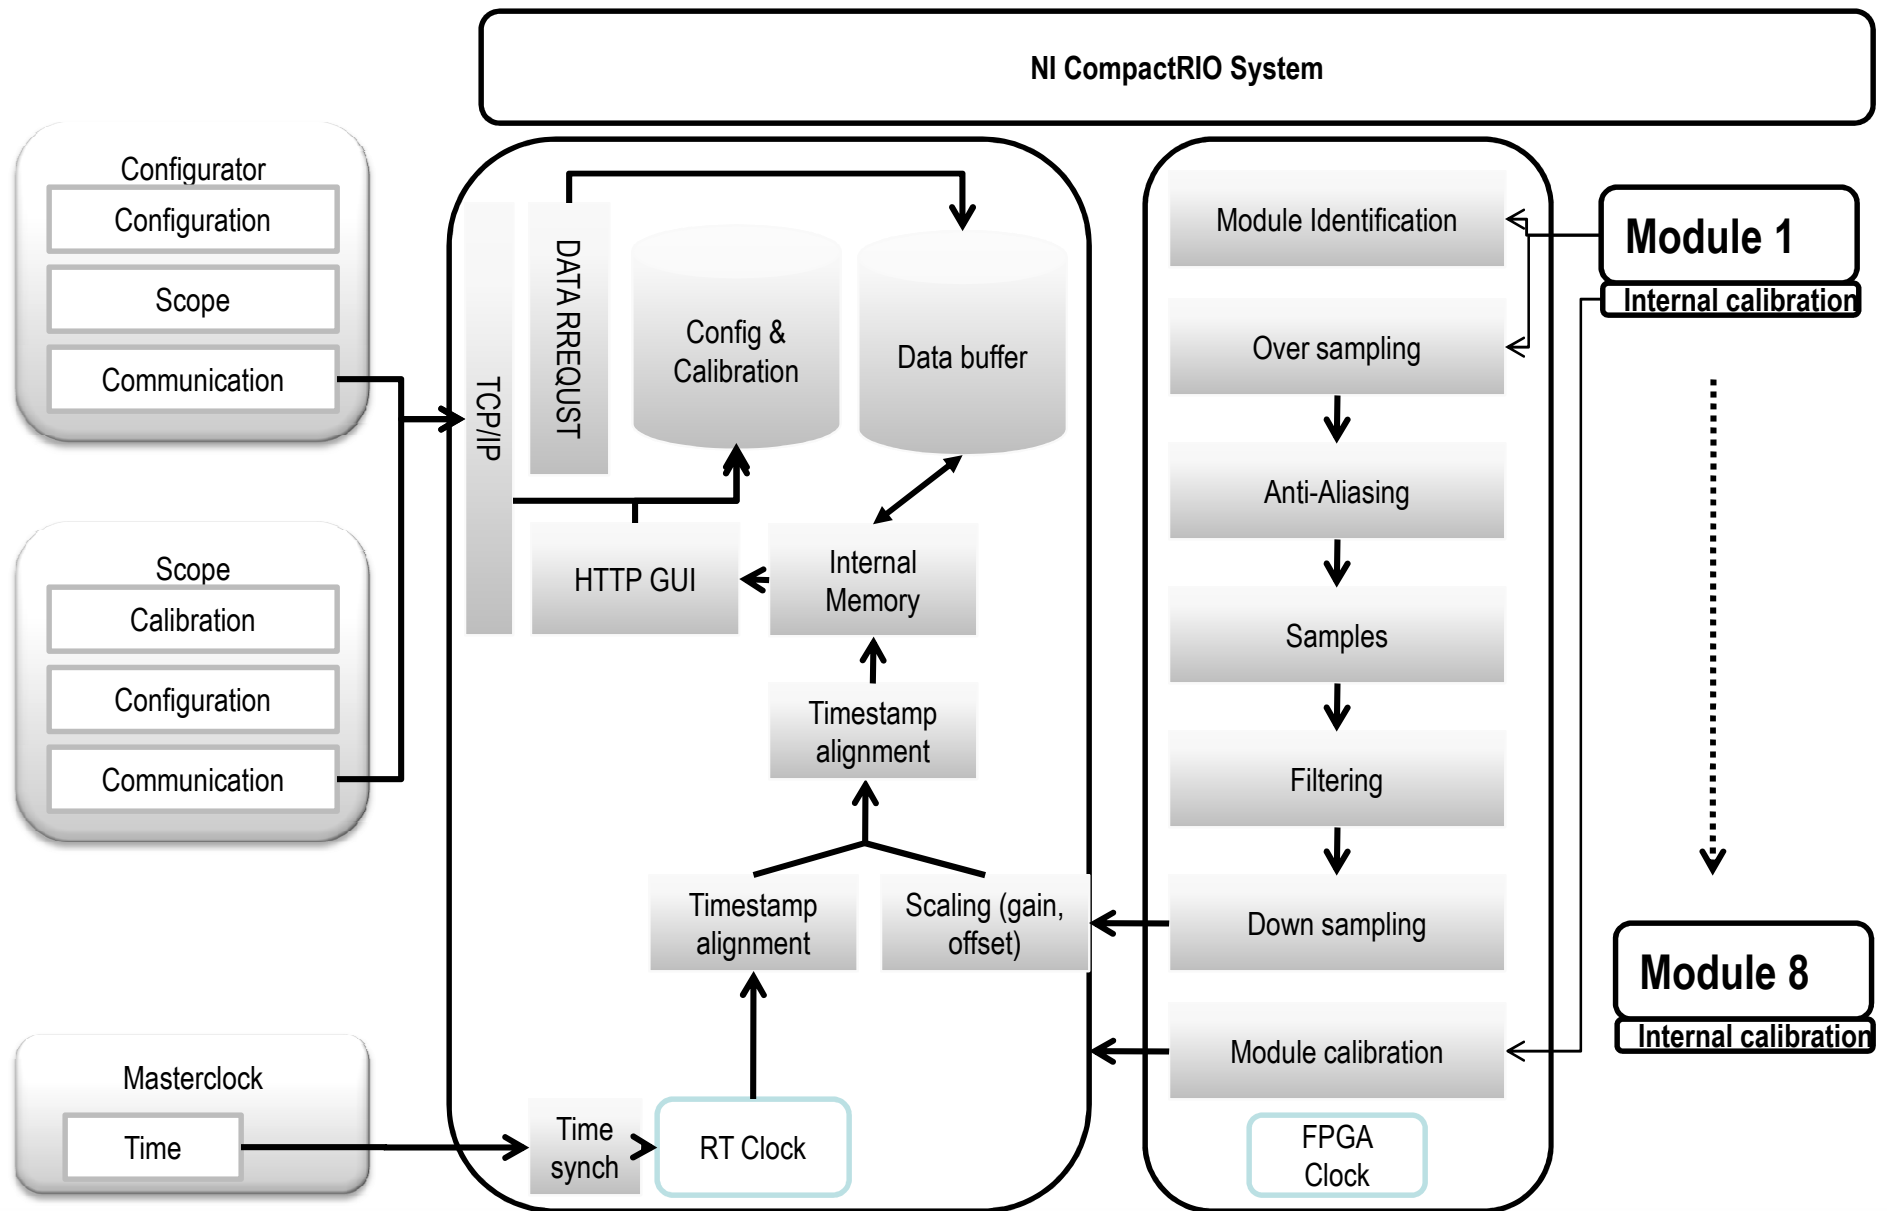 NI CompactRIO System
Configurator
Configuration
Scope
Communication
Scope
Calibration
Configuration
Communication
Masterclock
Time
TCP/IP
DATA RREQUST
Config &
Calibration
Data buffer
HTTP GUI
Internal
Memory
Timestamp
alignment
Timestamp
alignment
Scaling (gain,
offset)
Time
synch
RT Clock
Module Identification
Over sampling
Anti-Aliasing
Samples
Filtering
Down sampling
Module calibration
FPGA
Clock
Module 1
Internal calibration
Module 8
Internal calibration